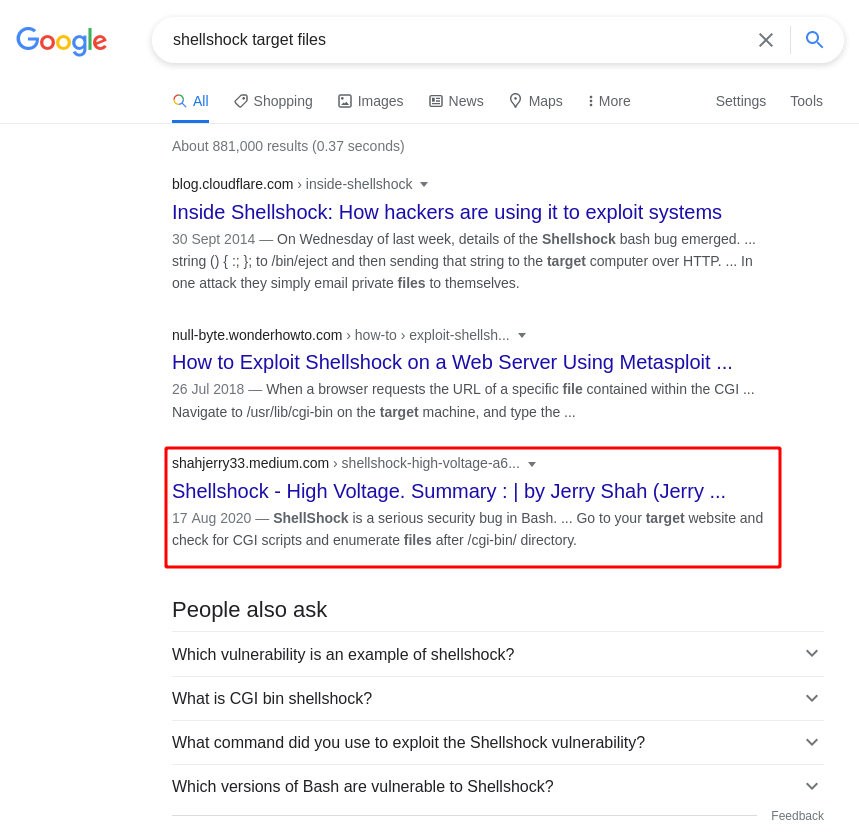 Google
shellshock target files
All Shopping Images News Maps More Settings Tools
About 881,000 results (0.37 seconds)
blog.cloudflare.com › inside-shellshock
Inside Shellshock: How hackers are using it to exploit systems
30 Sept 2014 — On Wednesday of last week, details of the Shellshock bash bug emerged. ...
string () { :; }; to /bin/eject and then sending that string to the target computer over HTTP. ... In
one attack they simply email private files to themselves.
null-byte.wonderhowto.com › how-to › exploit-shellsh...
How to Exploit Shellshock on a Web Server Using Metasploit ...
26 Jul 2018 — When a browser requests the URL of a specific file contained within the CGI ...
Navigate to /usr/lib/cgi-bin on the target machine, and type the ...
shahjerry33.medium.com › shellshock-high-voltage-a6...
Shellshock - High Voltage. Summary : | by Jerry Shah (Jerry ...
17 Aug 2020 — ShellShock is a serious security bug in Bash. ... Go to your target website and
check for CGI scripts and enumerate files after /cgi-bin/ directory.
People also ask
Which vulnerability is an example of shellshock?
What is CGI bin shellshock?
What command did you use to exploit the Shellshock vulnerability?
Which versions of Bash are vulnerable to Shellshock?
Feedback